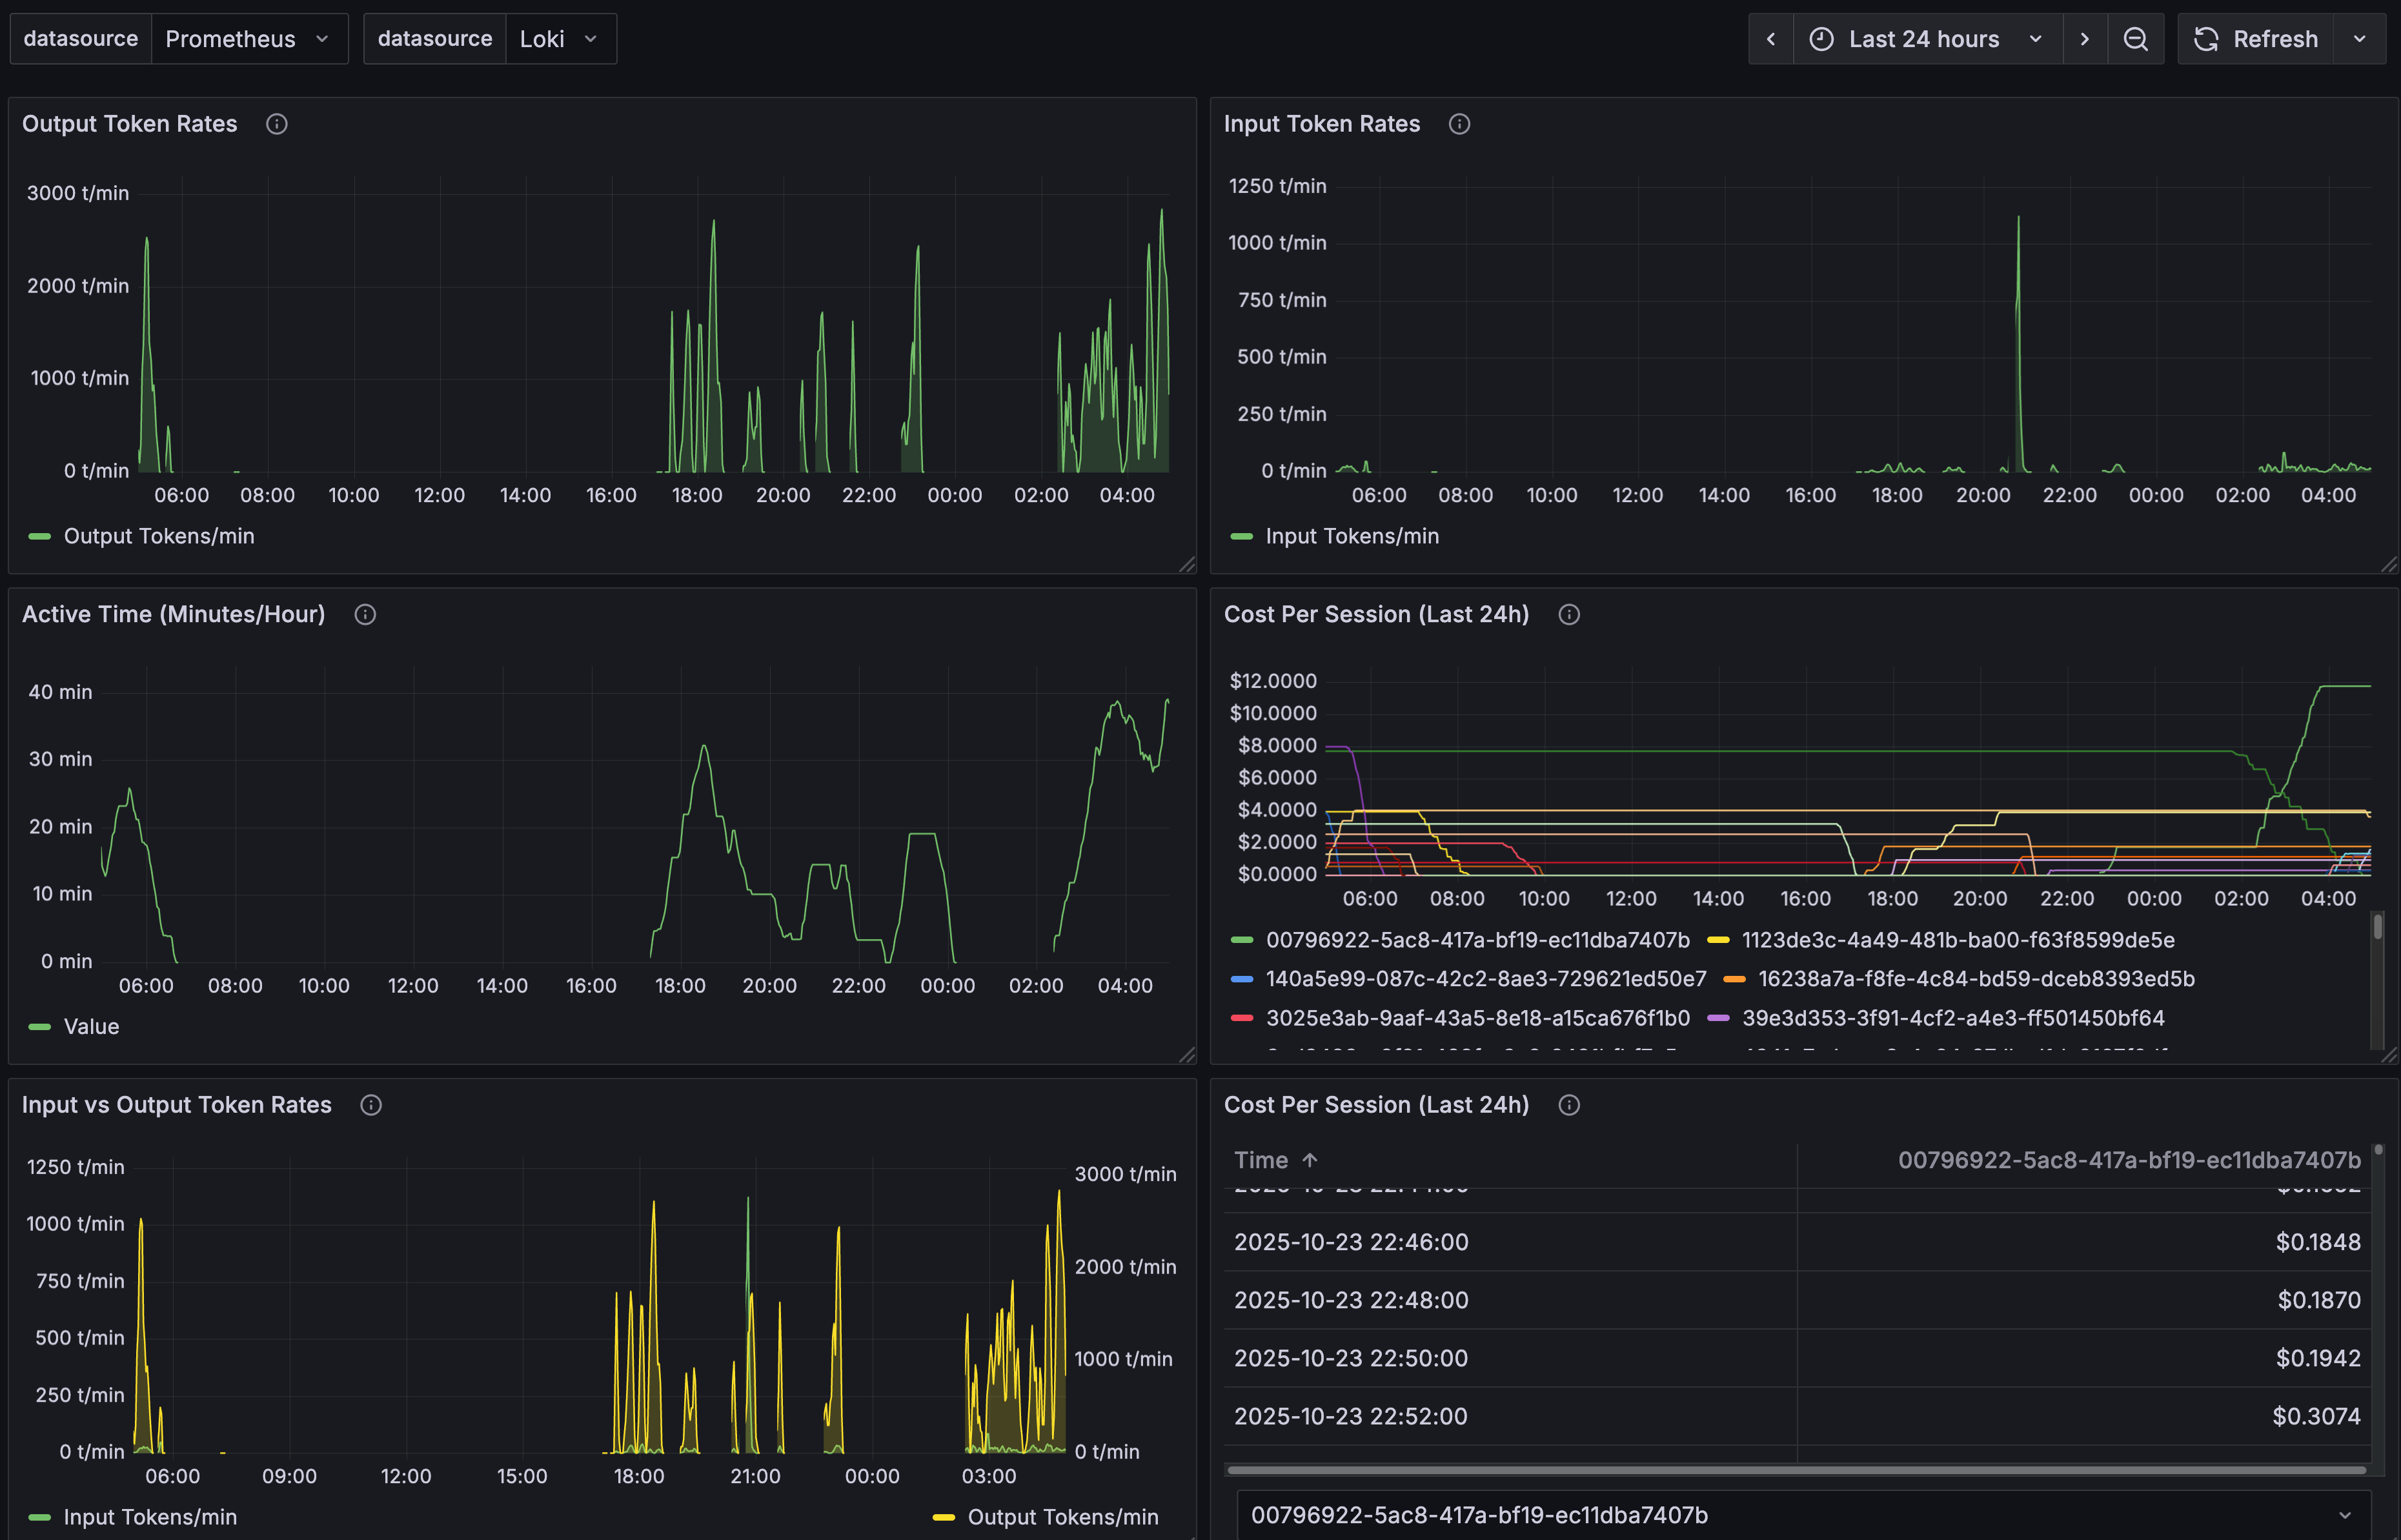 datasource Prometheus datasource Loki Last 24 hours Refresh
Output Token Rates
3000 t/min
2000 t/min
1000 t/min
0 t/min
06:00 08:00 10:00 12:00 14:00 16:00 18:00 20:00 22:00 00:00 02:00 04:00
Output Tokens/min
Input Token Rates
1250 t/min
1000 t/min
750 t/min
500 t/min
250 t/min
0 t/min
06:00 08:00 10:00 12:00 14:00 16:00 18:00 20:00 22:00 00:00 02:00 04:00
Input Tokens/min
Active Time (Minutes/Hour)
40 min
30 min
20 min
10 min
0 min
06:00 08:00 10:00 12:00 14:00 16:00 18:00 20:00 22:00 00:00 02:00 04:00
Value
Cost Per Session (Last 24h)
$12.0000
$10.0000
$8.0000
$6.0000
$4.0000
$2.0000
$0.0000
06:00 08:00 10:00 12:00 14:00 16:00 18:00 20:00 22:00 00:00 02:00 04:00
00796922-5ac8-417a-bf19-ec11dba7407b 1123de3c-4a49-481b-ba00-f63f8599de5e
140a5e99-087c-42c2-8ae3-729621ed50e7 16238a7a-f8fe-4c84-bd59-dceb8393ed5b
3025e3ab-9aaf-43a5-8e18-a15ca676f1b0 39e3d353-3f91-4cf2-a4e3-ff501450bf64
Input vs Output Token Rates
1250 t/min
1000 t/min
750 t/min
500 t/min
250 t/min
0 t/min
3000 t/min
2000 t/min
1000 t/min
0 t/min
06:00 09:00 12:00 15:00 18:00 21:00 00:00 03:00
Input Tokens/min Output Tokens/min
Cost Per Session (Last 24h)
Time 00796922-5ac8-417a-bf19-ec11dba7407b
2025-10-23 22:46:00 $0.1848
2025-10-23 22:48:00 $0.1870
2025-10-23 22:50:00 $0.1942
2025-10-23 22:52:00 $0.3074
00796922-5ac8-417a-bf19-ec11dba7407b